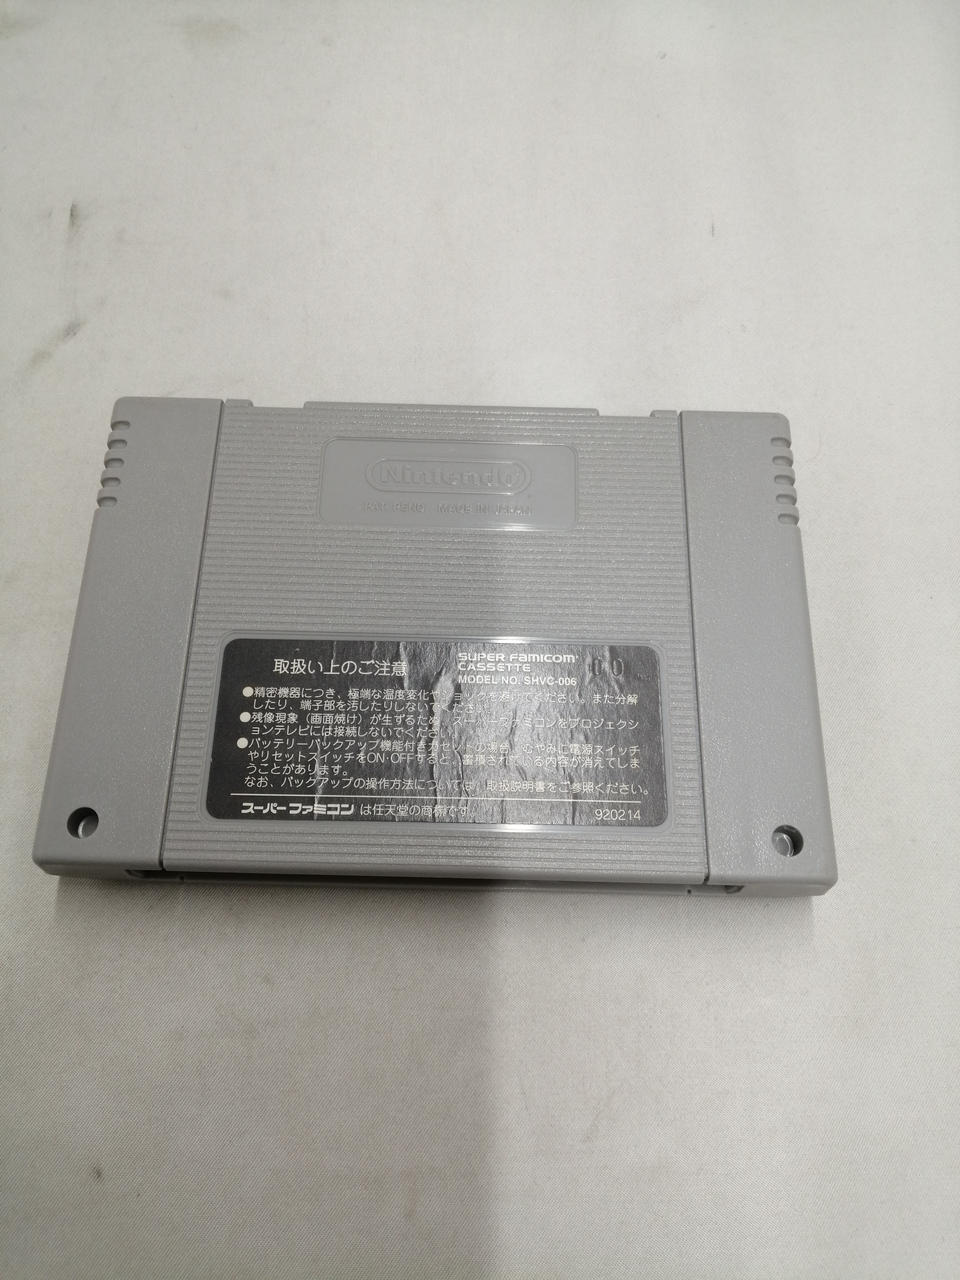 Nintendo
PAT. PEND. MADE IN JAPAN
取扱い上のご注意
SUPER FAMICOM
CASSETTE
MODEL NO. SHVC-006
●精密機器につき、極端な温度変化やショックを避けてください。また分解
したり、端子部を汚したりしないでください。
●残像現象(画面焼け)が生ずるため、スーパーファミコンをプロジェクシ
ョンテレビには接続しないでください。
●バッテリーバックアップ機能付きカセットの場合、むやみに電源スイッチ
やリセットスイッチをON・OFFすると、蓄積されている内容が消えてしま
うことがあります。
なお、バックアップの操作方法については、取扱説明書をご参照ください。
スーパーファミコン は任天堂の商標です。
920214